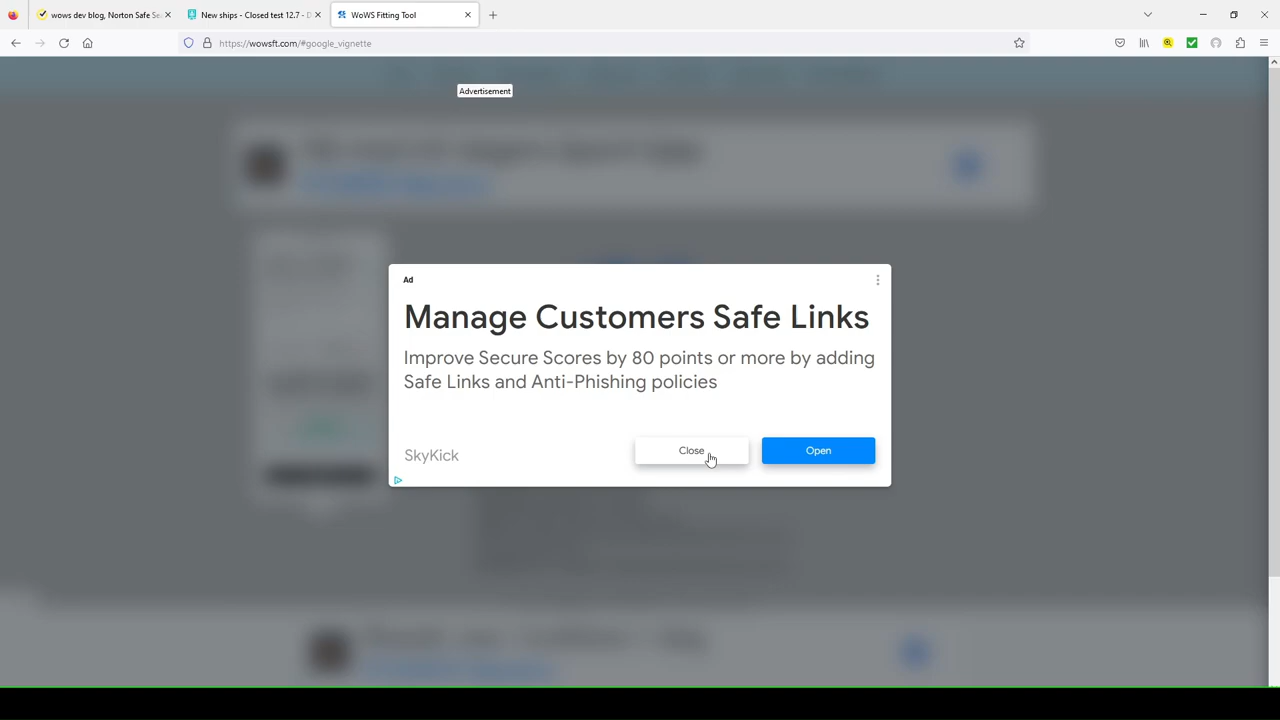 wows dev blog, Norton Safe Se
New ships - Closed test 12.7 - D
WoWS Fitting Tool
https://wowsft.com/#google_vignette
Advertisement
Ad
Manage Customers Safe Links
Improve Secure Scores by 80 points or more by adding
Safe Links and Anti-Phishing policies
SkyKick
Close
Open